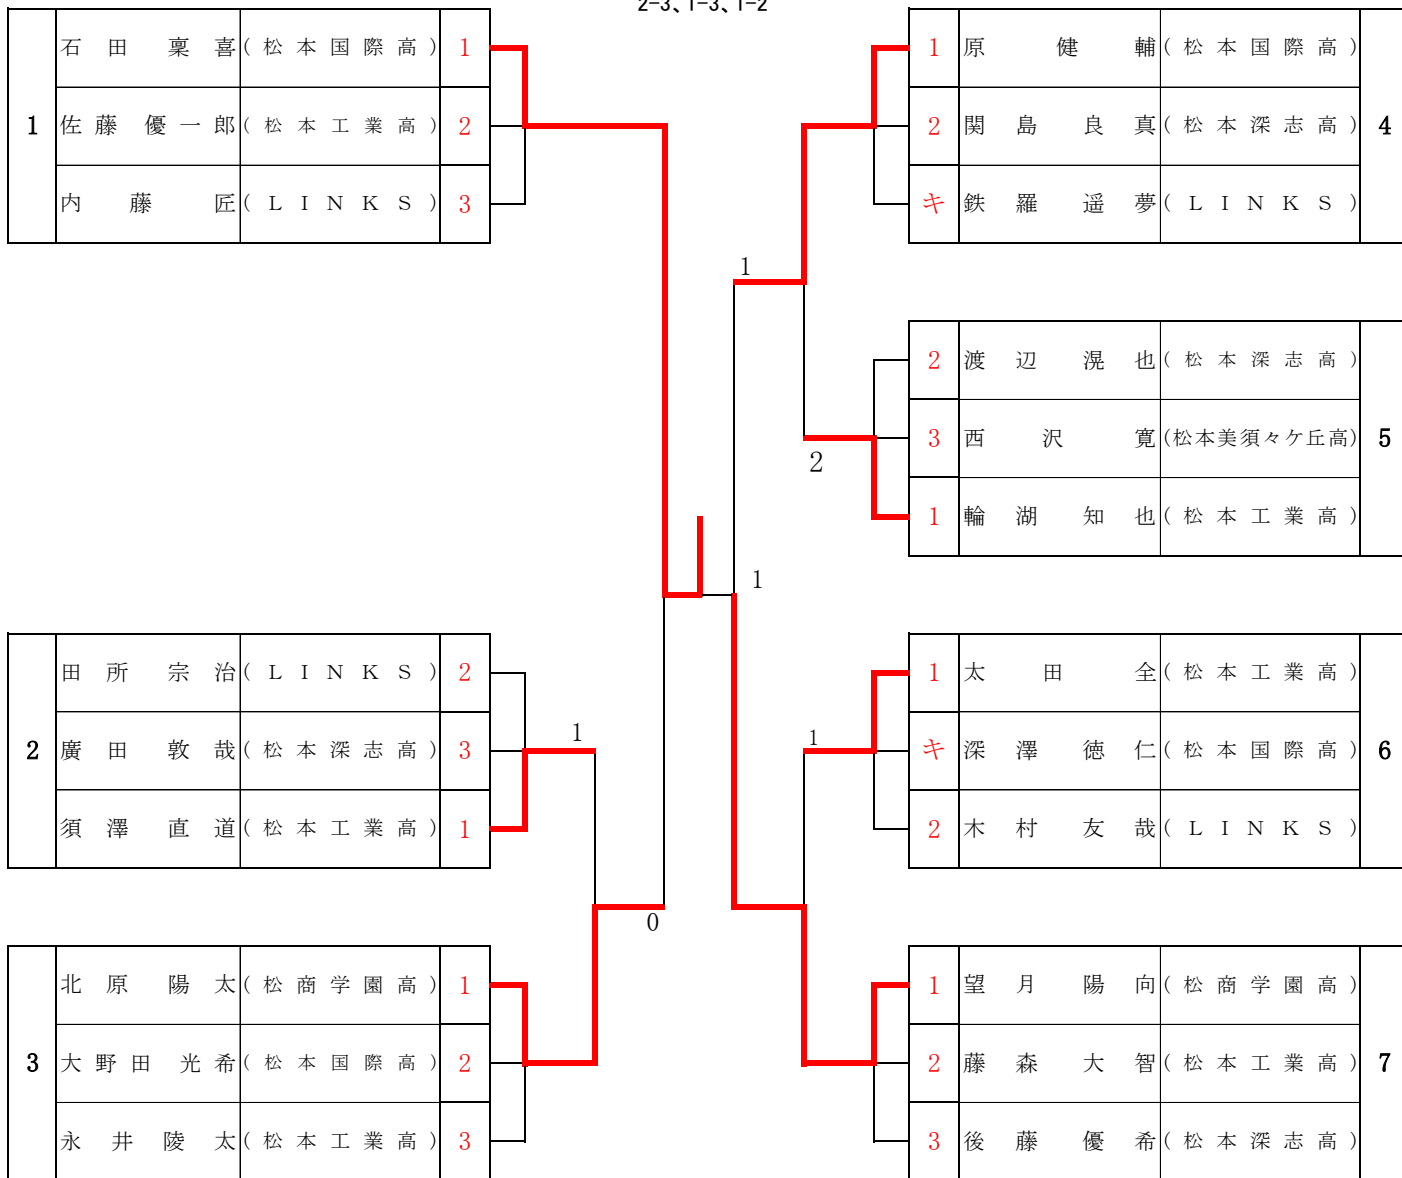 2-3、1-3、1-2
1
石田 稟喜 (松本国際高) 1
佐藤 優一郎 (松本工業高) 2
内藤 匠 (LINKS) 3
1 原 健輔 (松本国際高)
2 関島 良真 (松本深志高)
キ 鉄羅 遥夢 (LINKS)
4
1
2 渡辺 滉也 (松本深志高)
3 西沢 寛 (松本美須々ケ丘高)
1 輪湖 知也 (松本工業高)
5
2
1
2
田所 宗治 (LINKS) 2
廣田 敦哉 (松本深志高) 3
須澤 直道 (松本工業高) 1
1
1 太田 全 (松本工業高)
キ 深澤 徳仁 (松本国際高)
2 木村 友哉 (LINKS)
6
1
0
3
北原 陽太 (松商学園高) 1
大野田 光希 (松本国際高) 2
永井 陵太 (松本工業高) 3
1 望月 陽向 (松商学園高)
2 藤森 大智 (松本工業高)
3 後藤 優希 (松本深志高)
7